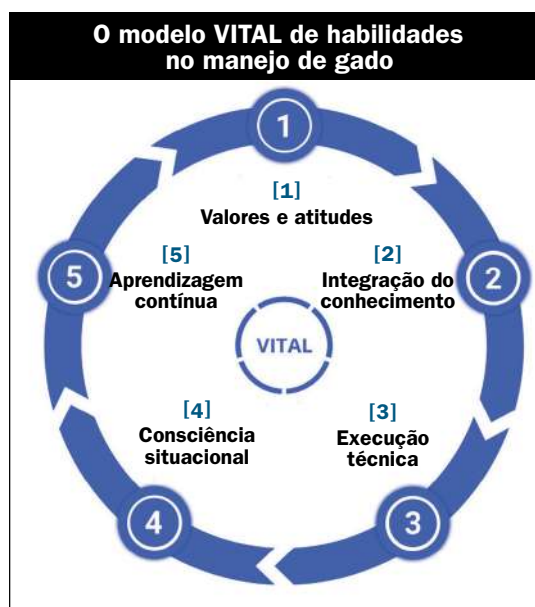 O modelo VITAL de habilidades
no manejo de gado
1
[1]
Valores e atitudes
2
[2]
Integração do
conhecimento
3
[3]
Execução
técnica
4
[4]
Consciência
situacional
5
[5]
Aprendizagem
contínua
VITAL